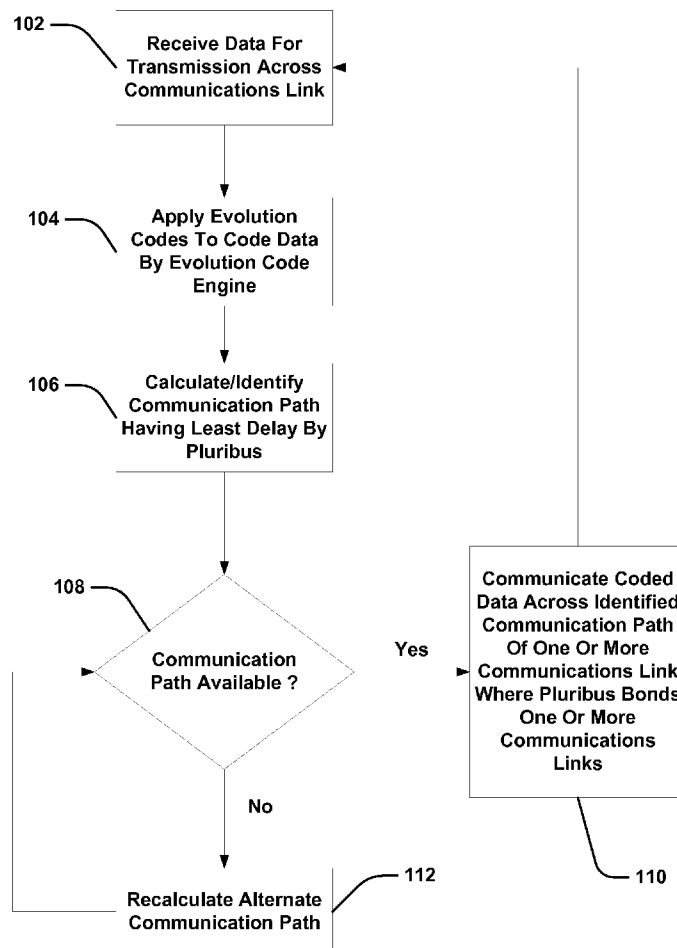 102
Receive Data For
Transmission Across
Communications Link
104
Apply Evolution
Codes To Code Data
By Evolution Code
Engine
106
Calculate/Identify
Communication Path
Having Least Delay By
Pluribus
108
Communication
Path Available ?
Yes
Communicate Coded
Data Across Identified
Communication Path
Of One Or More
Communications Link
Where Pluribus Bonds
One Or More
Communications
Links
110
No
Recalculate Alternate
Communication Path
112